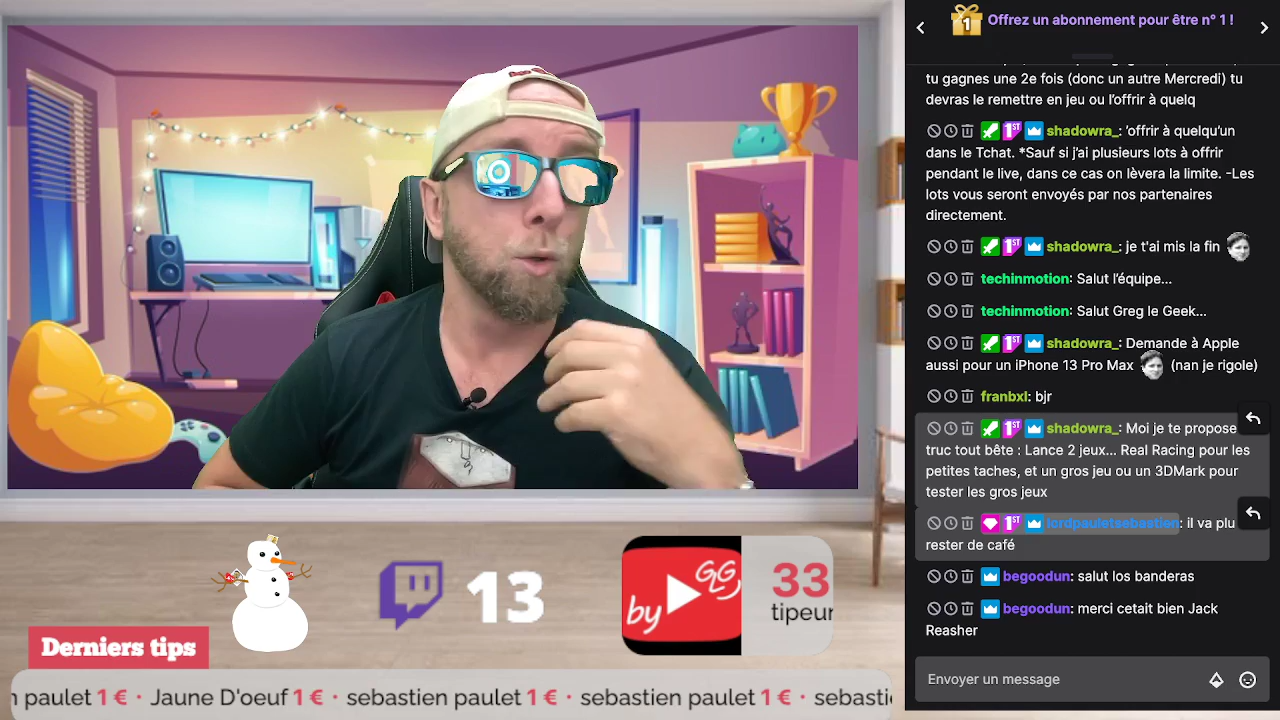 Offrez un abonnement pour être n° 1 !
1
tu gagnes une 2e fois (donc un autre Mercredi) tu
devras le remettre en jeu ou l'offrir à quelq
shadowra_: 'offrir à quelqu'un
dans le Tchat. *Sauf si j'ai plusieurs lots à offrir
pendant le live, dans ce cas on lèvera la limite. -Les
lots vous seront envoyés par nos partenaires
directement.
shadowra_: je t'ai mis la fin
techinmotion: Salut l'équipe...
techinmotion: Salut Greg le Geek...
shadowra_: Demande à Apple
aussi pour un iPhone 13 Pro Max (nan je rigole)
franbxl: bjr
shadowra_: Moi je te propose
truc tout bête : Lance 2 jeux... Real Racing pour les
petites taches, et un gros jeu ou un 3DMark pour
tester les gros jeux
lordpauletsebastien: il va plu
rester de café
begoodun: salut los banderas
begoodun: merci cetait bien Jack
Reasher
Envoyer un message
13
by GG
33
tipeur
Derniers tips
n paulet 1 € · Jaune D'oeuf 1 € · sebastien paulet 1 € · sebastien paulet 1 € · sebasti